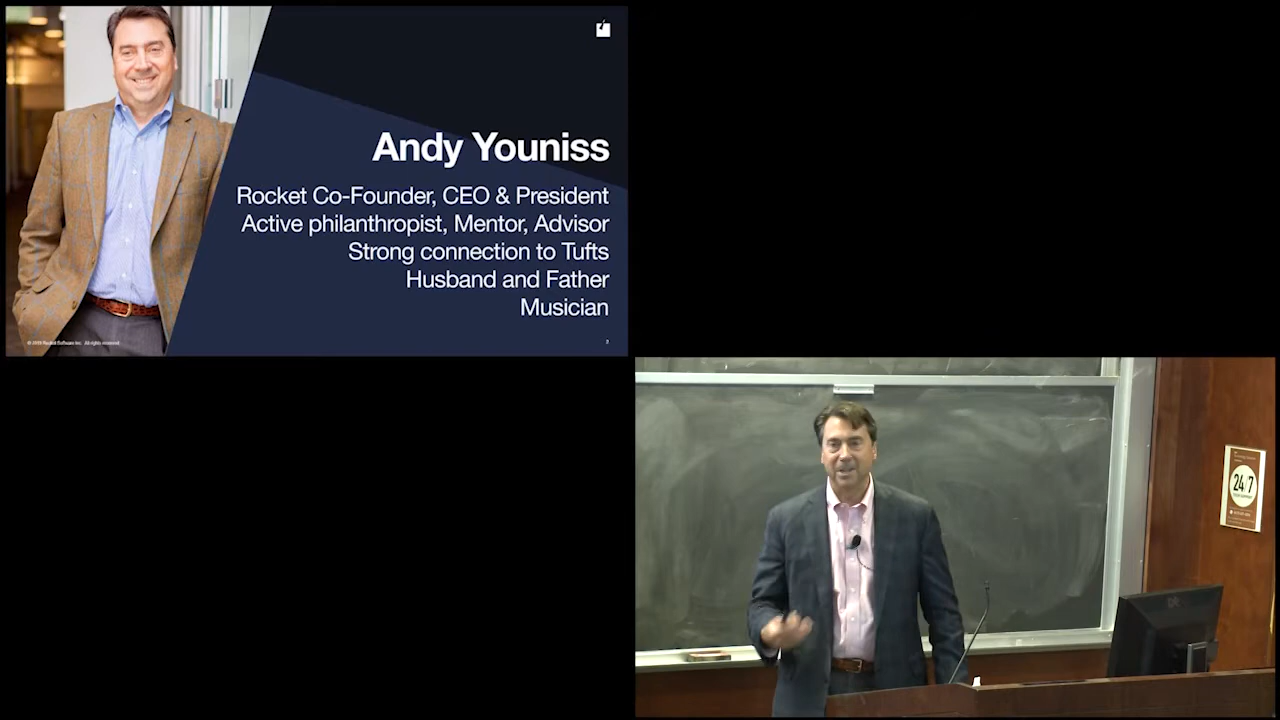 Andy Youniss
Rocket Co-Founder, CEO & President
Active philanthropist, Mentor, Advisor
Strong connection to Tufts
Husband and Father
Musician
24/7